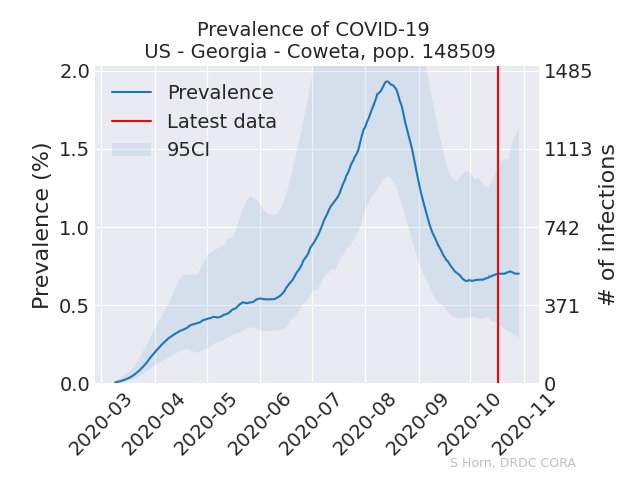 Prevalence of COVID-19
US - Georgia - Coweta, pop. 148509
Prevalence
Latest data
95CI
Prevalence (%)
2.0
1.5
1.0
0.5
0.0
1485
1113
742
371
0
# of infections
2020-03
2020-04
2020-05
2020-06
2020-07
2020-08
2020-09
2020-10
2020-11
S Horn, DRDC CORA